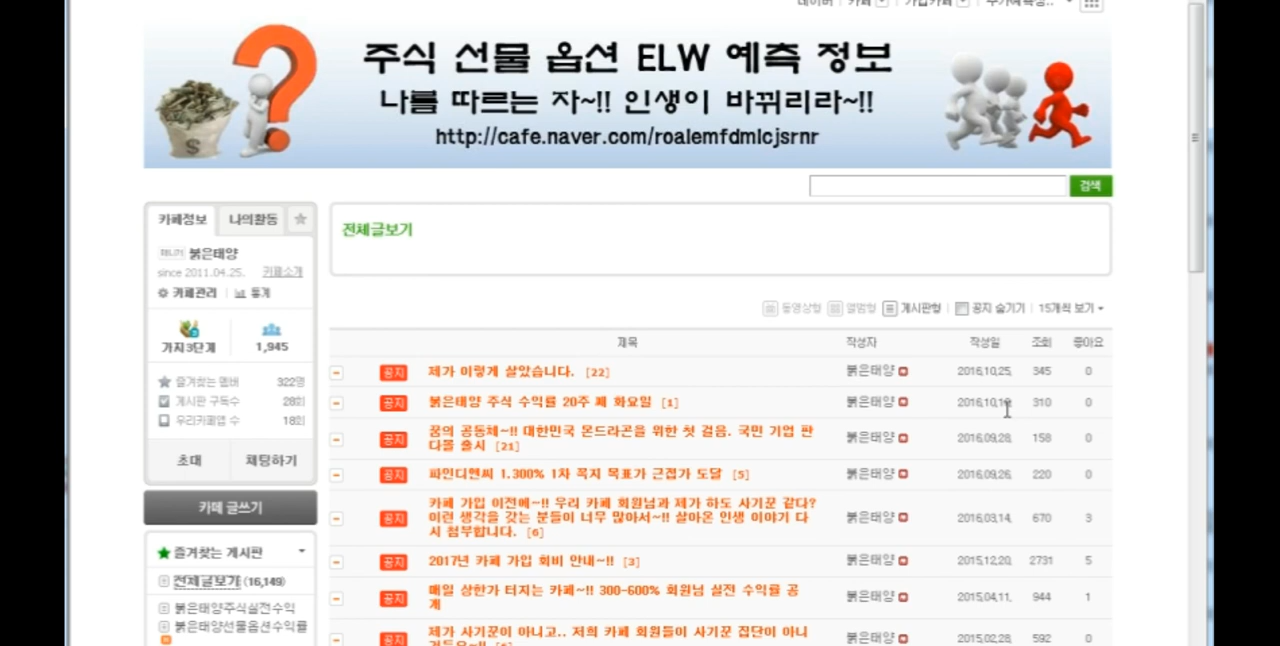 네이버 카페 가입카페
주식 선물 옵션 ELW 예측 정보
나를 따르는 자~!! 인생이 바뀌리라~!!
http://cafe.naver.com/roalemfdmlcjsrnr
검색
카페정보 나의활동
전체글보기
매니저 붉은태양
since 2011.04.25. 카페소개
카페관리 통계
가지3단계 1,945
동영상형 앨범형 게시판형 공지 숨기기 15개씩 보기
제목 작성자 작성일 조회 좋아요
즐겨찾는 멤버 322명
게시판 구독수 28회
우리카페앱 수 18회
초대 채팅하기
카페 글쓰기
즐겨찾는 게시판
전체글보기 (16,149)
붉은태양주식실전수익
붉은태양선물옵션수익률
공지 제가 이렇게 살았습니다. [22] 붉은태양 2016.10.25. 345 0
공지 붉은태양 주식 수익률 20주 째 화요일 [1] 붉은태양 310 0
공지 꿈의 공동체~!! 대한민국 몬드라곤을 위한 첫 걸음. 국민 기업 판
다몰 출시 [21] 붉은태양 2016.09.28. 158 0
공지 파인디앤씨 1.300% 1차 목지 목표가 근접가 도달 [5] 붉은태양 2016.09.26. 220 0
공지 카페 가입 이전에~!! 우리 카페 회원님과 제가 하도 사기꾼 같다?
이런 생각을 갖는 분들이 너무 많아서~!! 살아온 인생 이야기 다
시 첨부합니다. [6] 붉은태양 2016.03.14. 670 3
공지 2017년 카페 가입 회비 안내~!! [3] 붉은태양 2015.12.20. 2731 5
공지 매일 상한가 터지는 카페~!! 300-600% 회원님 실전 수익률 공
개 붉은태양 2015.04.11. 944 1
공지 제가 사기꾼이 아니고.. 저희 카페 회원들이 사기꾼 집단이 아니
붉은태양 2015.02.28. 592 0